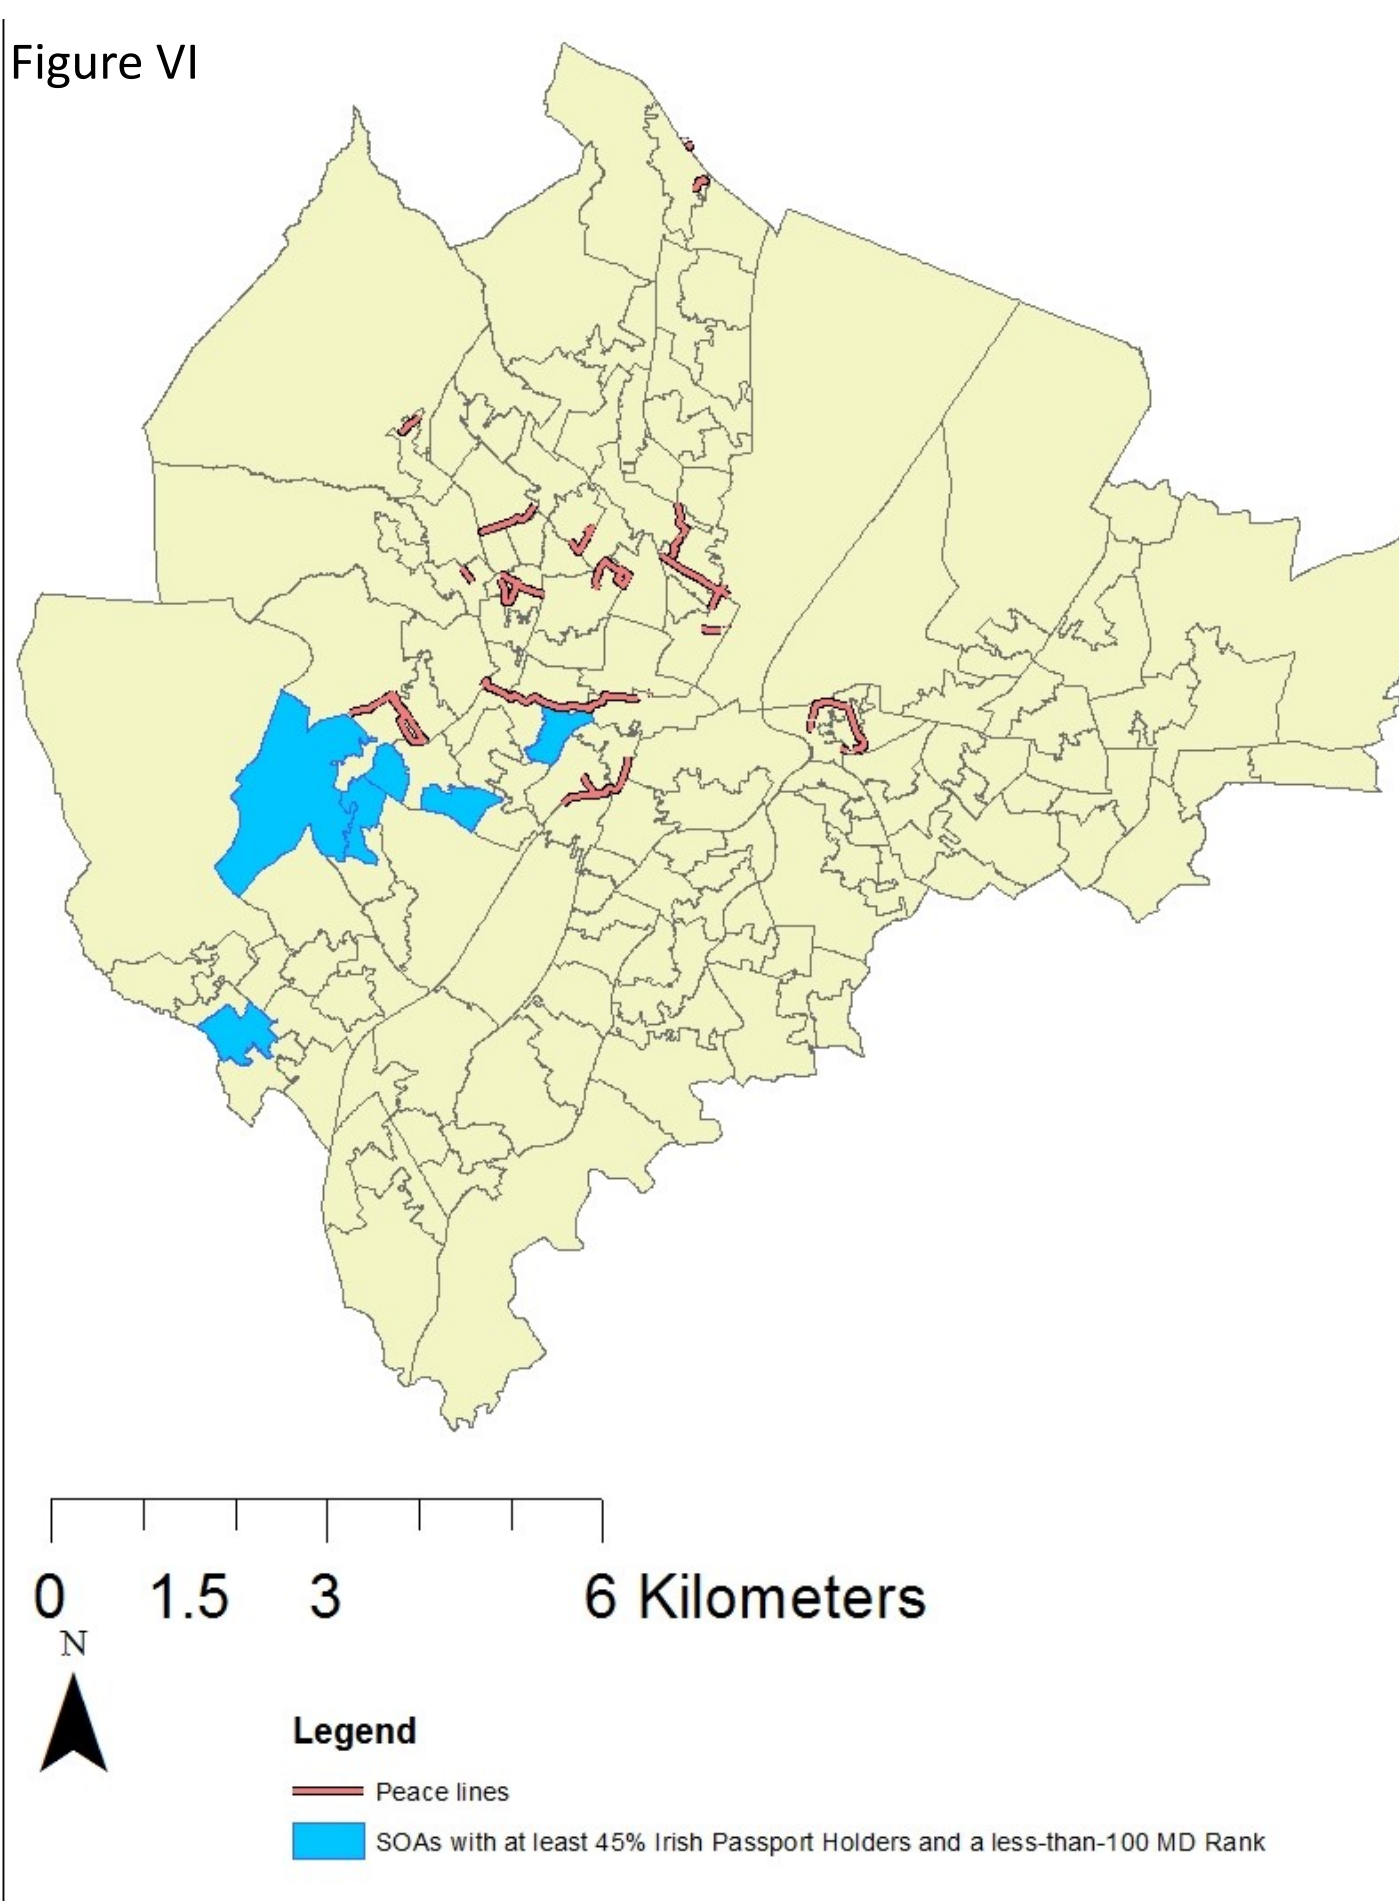 Figure VI
0 1.5 3 6 Kilometers
N
Legend
Peace lines
SOAs with at least 45% Irish Passport Holders and a less-than-100 MD Rank